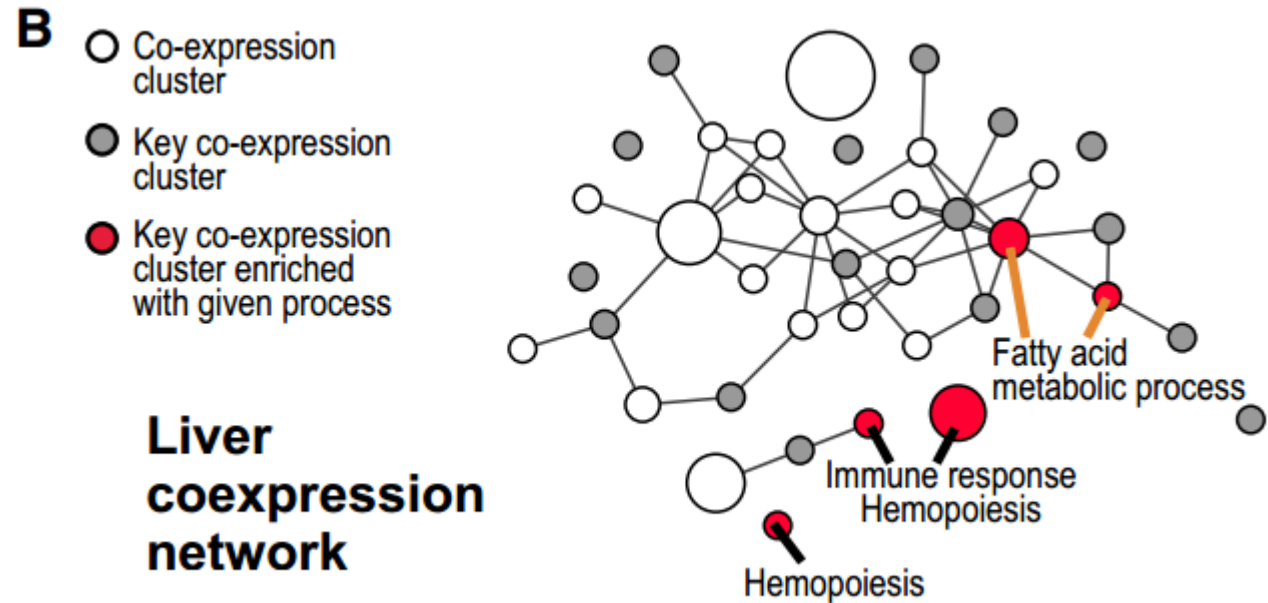 B
Co-expression
cluster
Key co-expression
cluster
Key co-expression
cluster enriched
with given process
Liver
coexpression
network
Fatty acid
metabolic process
Immune response
Hemopoiesis
Hemopoiesis